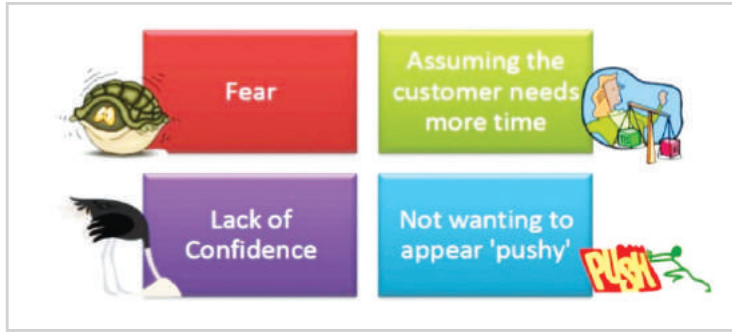 Fear
Assuming the
customer needs
more time
Lack of
Confidence
Not wanting to
appear 'pushy'
PUSH